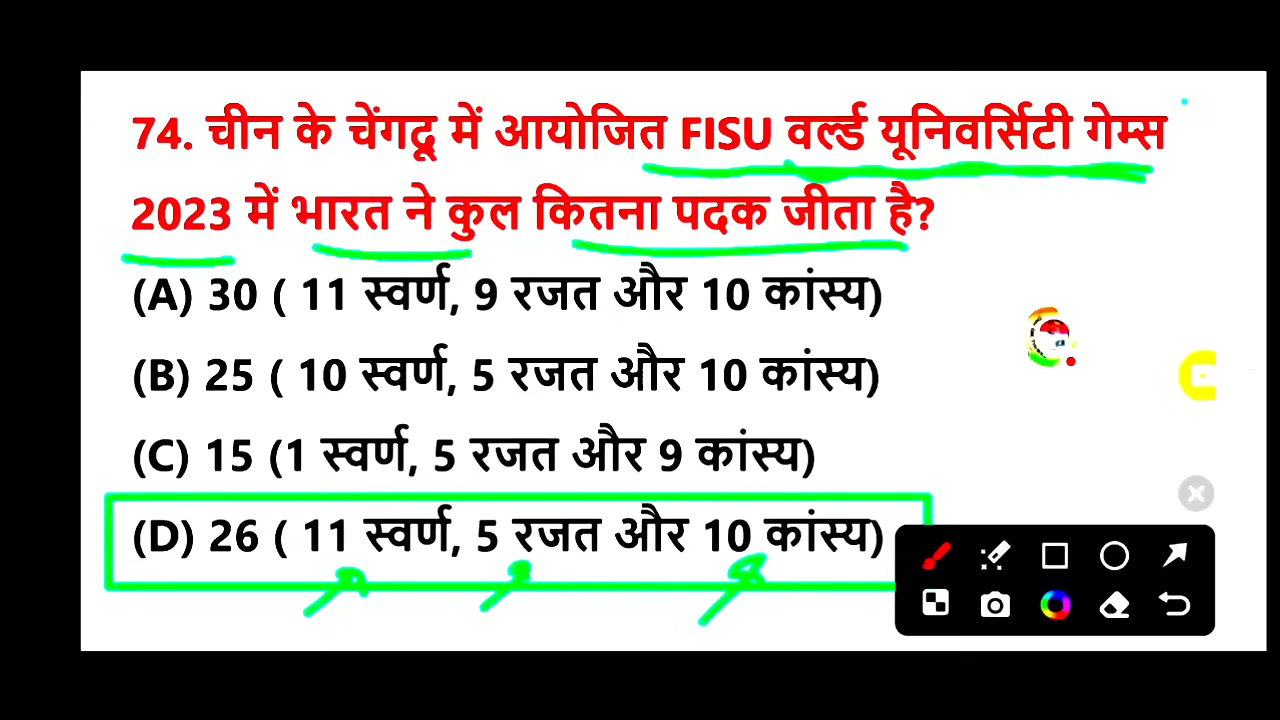 74. चीन के चेंगदू में आयोजित FISU वर्ल्ड यूनिवर्सिटी गेम्स
2023 में भारत ने कुल कितना पदक जीता है?
(A) 30 ( 11 स्वर्ण, 9 रजत और 10 कांस्य)
(B) 25 ( 10 स्वर्ण, 5 रजत और 10 कांस्य)
(C) 15 (1 स्वर्ण, 5 रजत और 9 कांस्य)
(D) 26 ( 11 स्वर्ण, 5 रजत और 10 कांस्य)